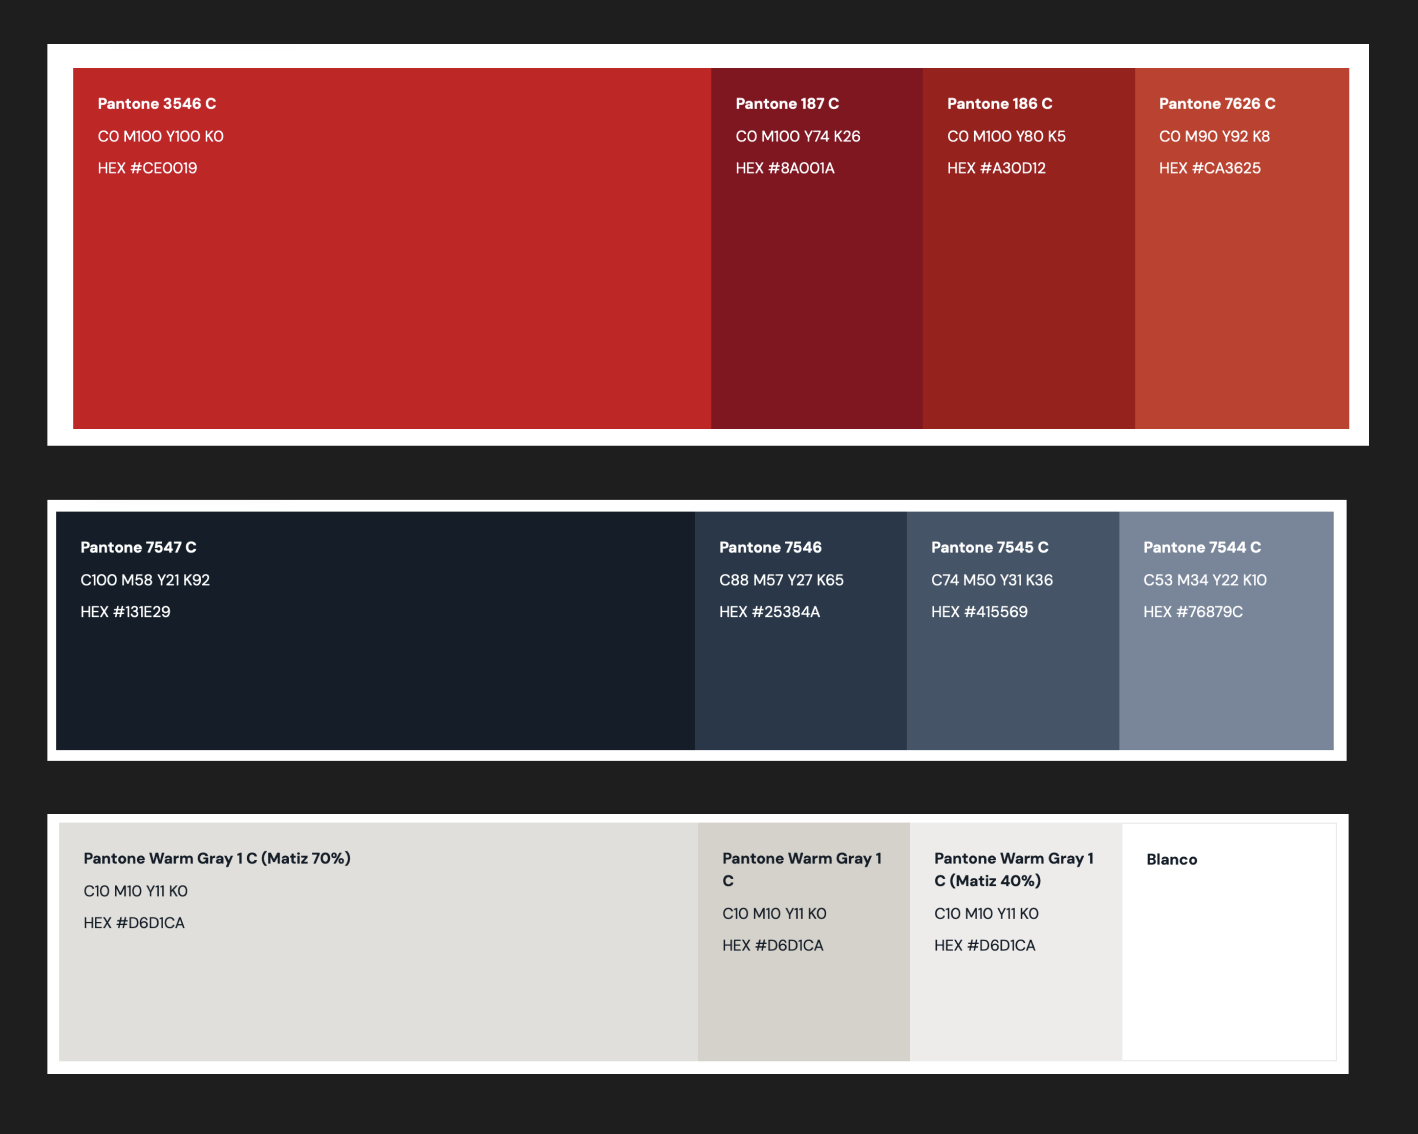 Pantone 3546 C
C0 M100 Y100 K0
HEX #CE0019
Pantone 187 C
C0 M100 Y74 K26
HEX #8A001A
Pantone 186 C
C0 M100 Y80 K5
HEX #A30D12
Pantone 7626 C
C0 M90 Y92 K8
HEX #CA3625
Pantone 7547 C
C100 M58 Y21 K92
HEX #131E29
Pantone 7546
C88 M57 Y27 K65
HEX #25384A
Pantone 7545 C
C74 M50 Y31 K36
HEX #415569
Pantone 7544 C
C53 M34 Y22 K10
HEX #76879C
Pantone Warm Gray 1 C (Matiz 70%)
C10 M10 Y11 K0
HEX #D6D1CA
Pantone Warm Gray 1
C
C10 M10 Y11 K0
HEX #D6D1CA
Pantone Warm Gray 1
C (Matiz 40%)
C10 M10 Y11 K0
HEX #D6D1CA
Blanco